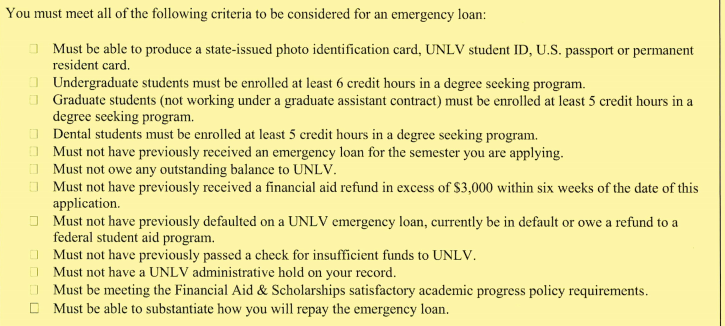 You must meet all of the following criteria to be considered for an emergency loan:
Must be able to produce a state-issued photo identification card, UNLV student ID, U.S. passport or permanent
resident card.
Undergraduate students must be enrolled at least 6 credit hours in a degree seeking program.
Graduate students (not working under a graduate assistant contract) must be enrolled at least 5 credit hours in a
degree seeking program.
Dental students must be enrolled at least 5 credit hours in a degree seeking program.
Must not have previously received an emergency loan for the semester you are applying.
Must not owe any outstanding balance to UNLV.
Must not have previously received a financial aid refund in excess of $3,000 within six weeks of the date of this
application.
Must not have previously defaulted on a UNLV emergency loan, currently be in default or owe a refund to a
federal student aid program.
Must not have previously passed a check for insufficient funds to UNLV.
Must not have a UNLV administrative hold on your record.
Must be meeting the Financial Aid & Scholarships satisfactory academic progress policy requirements.
Must be able to substantiate how you will repay the emergency loan.